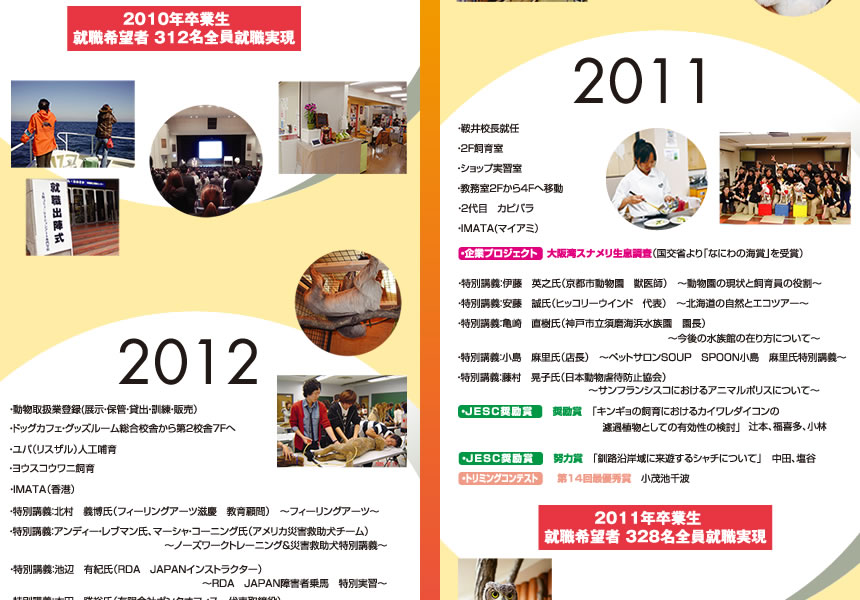 2010年卒業生
就職希望者 312名全員就職実現
就職出陣式
2012
・動物取扱業登録(展示・保管・貸出・訓練・販売)
・ドッグカフェ・グッズルーム総合校舎から第2校舎7Fへ
・ユパ(リスザル)人工哺育
・ヨウスコウワニ飼育
・IMATA(香港)
・特別講義:北村　義博氏(フィーリングアーツ滋慶　教育顧問)　～フィーリングアーツ～
・特別講義:アンディー・レブマン氏、マーシャ・コーニング氏(アメリカ災害救助犬チーム)
～ノーズワークトレーニング&災害救助犬特別講義～
・特別講義:池辺　有紀氏(RDA　JAPANインストラクター)
～RDA　JAPAN障害者乗馬　特別実習～
2011
・鞍井校長就任
・2F飼育室
・ショップ実習室
・教務室2Fから4Fへ移動
・2代目　カピバラ
・IMATA(マイアミ)
・企業プロジェクト　大阪湾スナメリ生息調査(国交省より「なにわの海賞」を受賞)
・特別講義:伊藤　英之氏(京都市動物園　獣医師)　～動物園の現状と飼育員の役割～
・特別講義:安藤　誠氏(ヒッコリーウインド　代表)　～北海道の自然とエコツアー～
・特別講義:亀崎　直樹氏(神戸市立須磨海浜水族園　園長)
～今後の水族館の在り方について～
・特別講義:小島　麻里氏(店長)　～ペットサロンSOUP　SPOON小島　麻里氏特別講義～
・特別講義:藤村　晃子氏(日本動物虐待防止協会)
～サンフランシスコにおけるアニマルポリスについて～
・JESC奨励賞　奨励賞　「キンギョの飼育におけるカイワレダイコンの
濾過植物としての有効性の検討」　辻本、福喜多、小林
・JESC奨励賞　努力賞　「釧路沿岸域に来遊するシャチについて」　中田、塩谷
・トリミングコンテスト　第14回最優秀賞　小茂池千波
2011年卒業生
就職希望者 328名全員就職実現